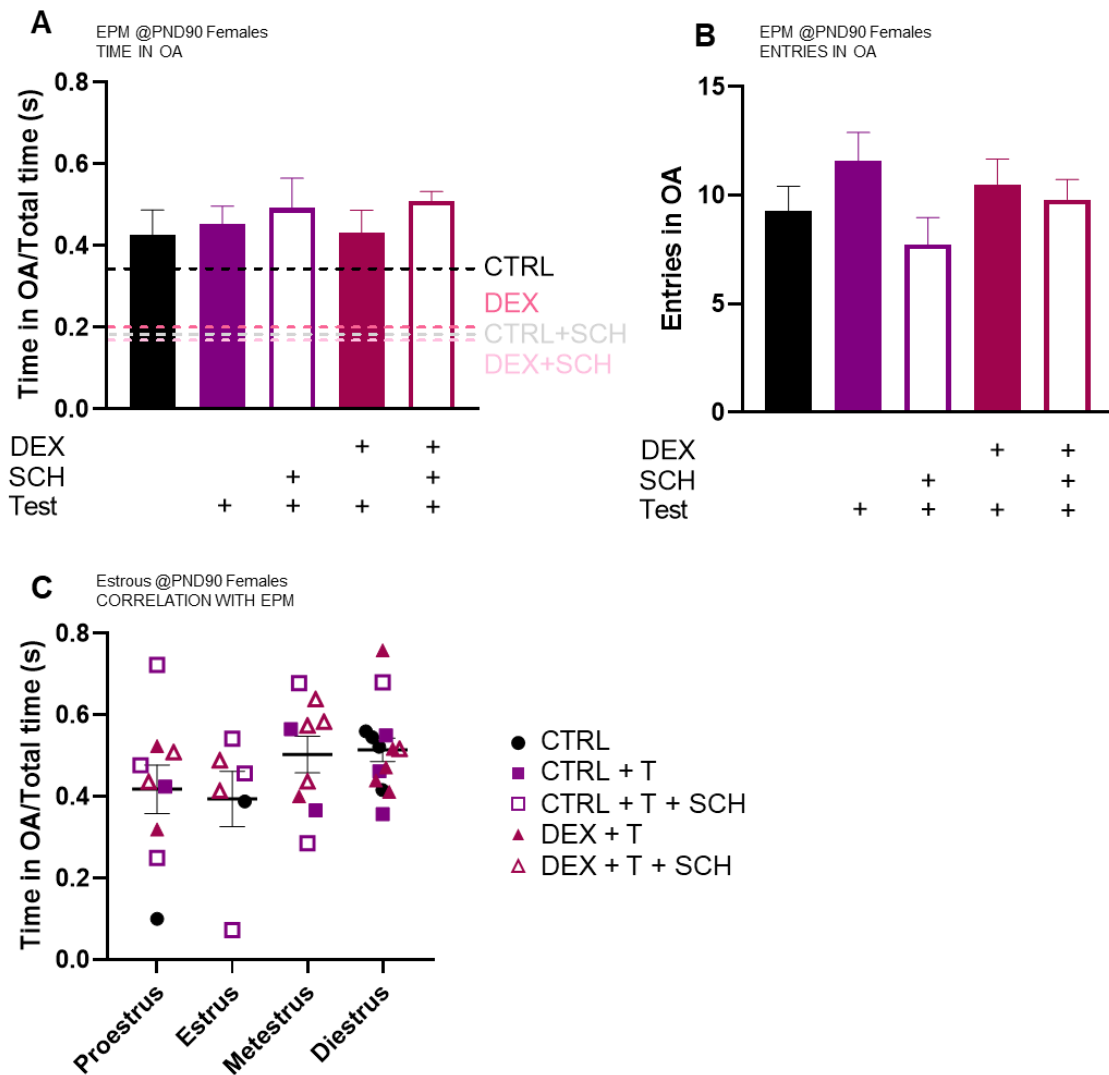 A
EPM @PND90 Females
TIME IN OA
Time in OA/Total time (s)
0.8
0.6
0.4
0.2
0.0
CTRL
DEX
CTRL+SCH
DEX+SCH
DEX + +
SCH + +
Test + + + +
B
EPM @PND90 Females
ENTRIES IN OA
Entries in OA
15
10
5
0
DEX + +
SCH + +
Test + + + +
C
Estrous @PND90 Females
CORRELATION WITH EPM
Time in OA/Total time (s)
0.8
0.6
0.4
0.2
0.0
Proestrus
Estrus
Metestrus
Diestrus
CTRL
CTRL + T
CTRL + T + SCH
DEX + T
DEX + T + SCH